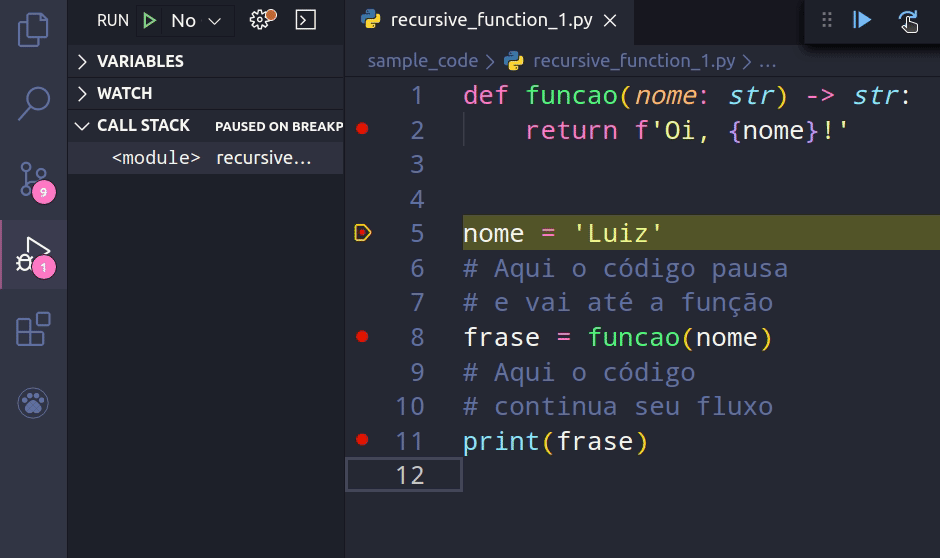 RUN No
VARIABLES
WATCH
CALL STACK PAUSED ON BREAKP
<module> recursive...
9
1
recursive_function_1.py
sample_code > recursive_function_1.py > ...
1 def funcao(nome: str) -> str:
2     return f'Oi, {nome}!'
3
4
5 nome = 'Luiz'
6 # Aqui o código pausa
7 # e vai até a função
8 frase = funcao(nome)
9 # Aqui o código
10 # continua seu fluxo
11 print(frase)
12